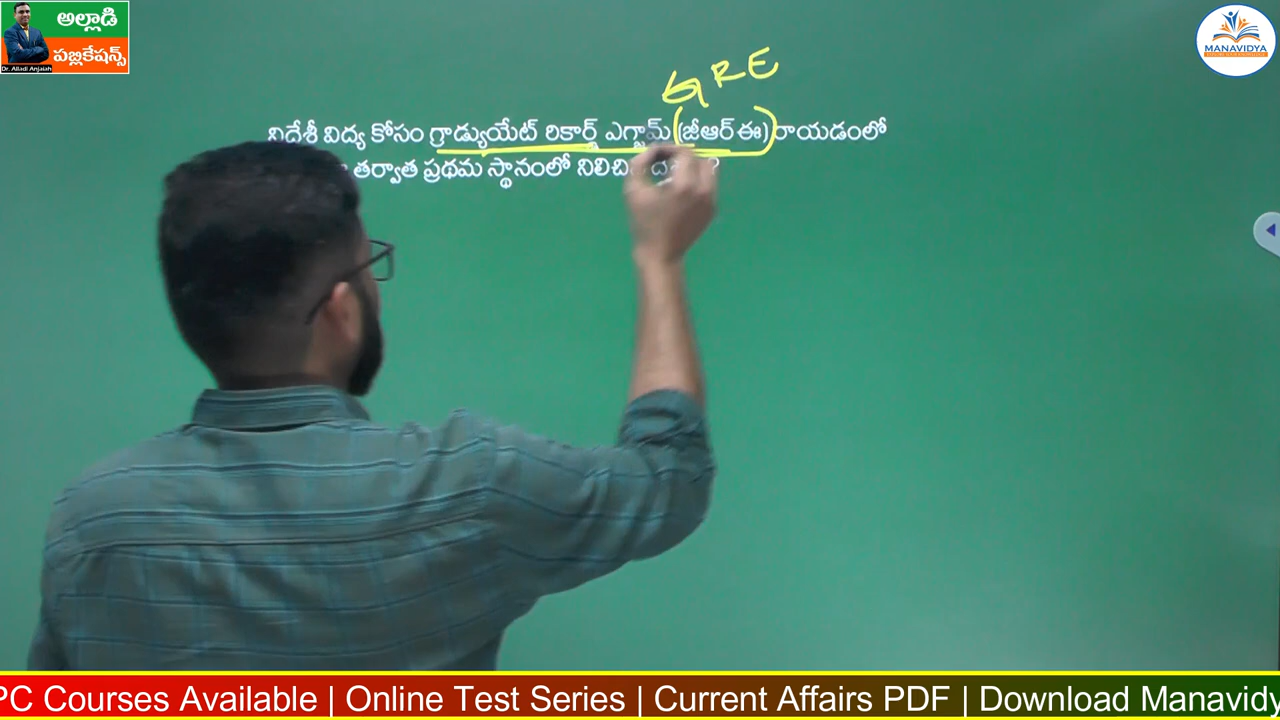 అల్లాడి
పబ్లికేషన్స్
Dr. Alladi Anjaiah
MANAVIDYA
GRE
విదేశీ విద్య కోసం గ్రాడ్యుయేట్ రికార్డ్ ఎగ్జామ్ (జీఆర్ ఈ) రాయడంలో
తర్వాత ప్రథమ స్థానంలో నిలిచిన
PC Courses Available | Online Test Series | Current Affairs PDF | Download Manavidy